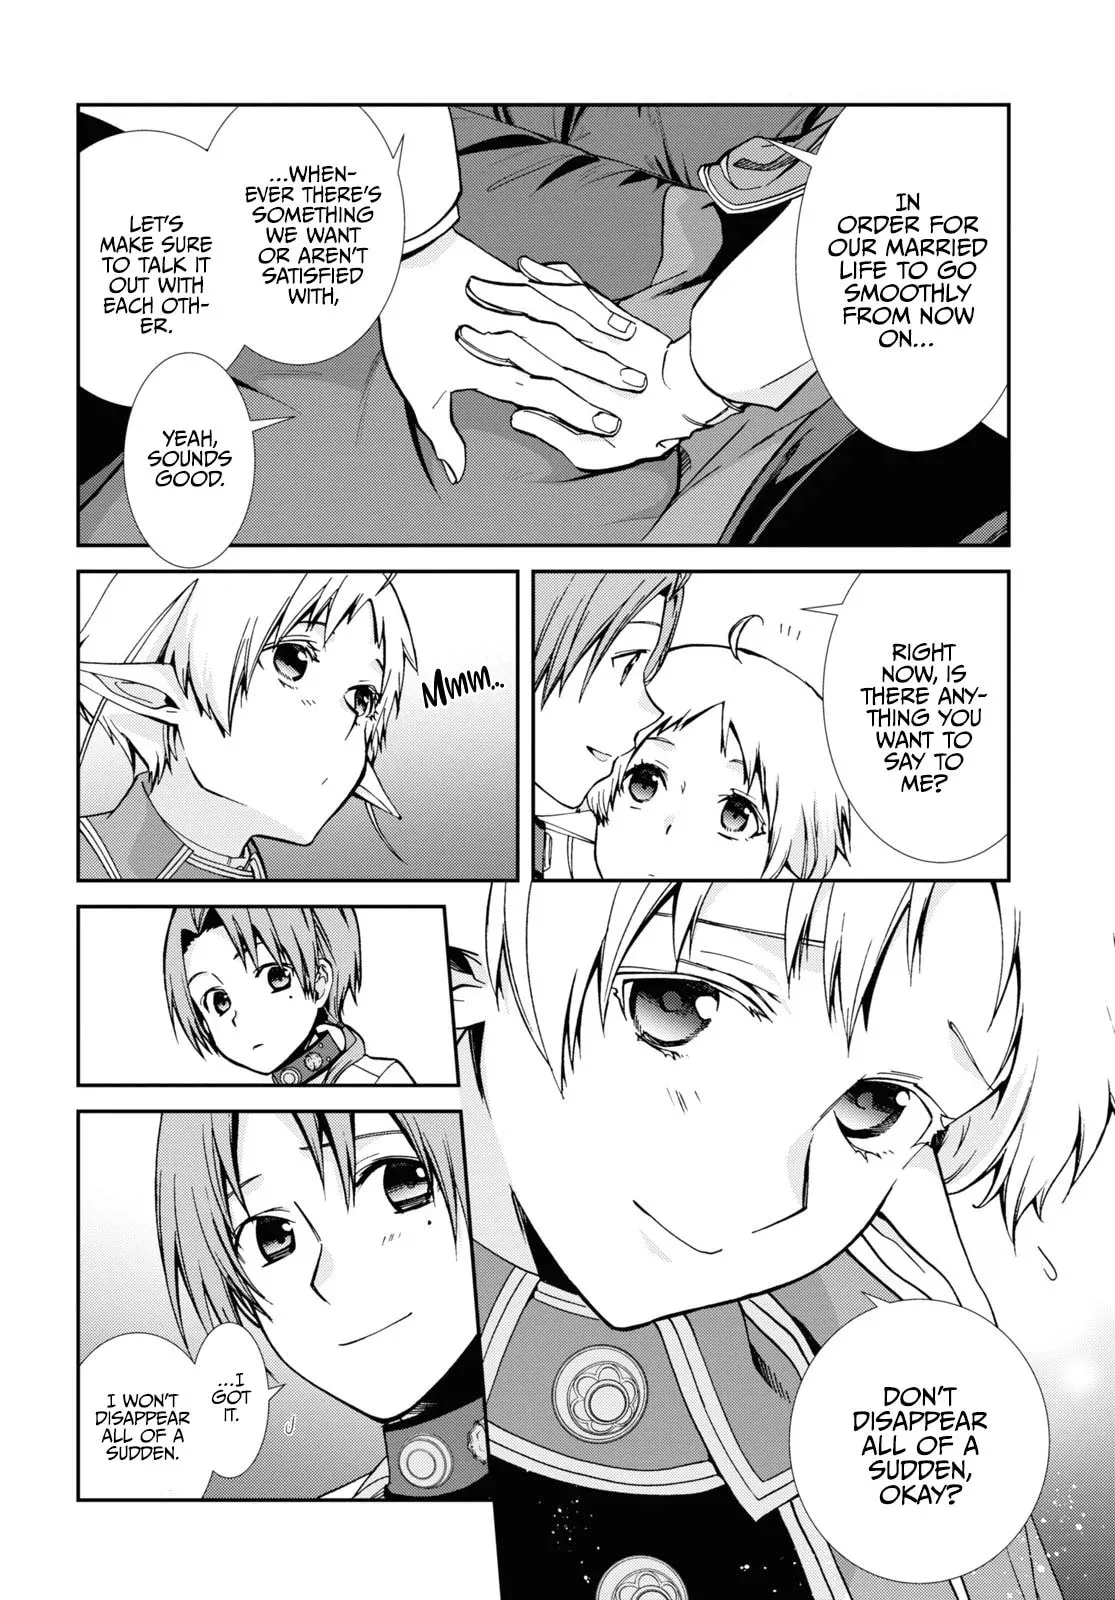 IN
ORDER FOR
OUR MARRIED
LIFE TO GO
SMOOTHLY
FROM NOW
ON...
...WHEN-
EVER THERE'S
SOMETHING
WE WANT
OR AREN'T
SATISFIED
WITH,
LET'S
MAKE SURE
TO TALK IT
OUT WITH
EACH OTH-
ER.
YEAH,
SOUNDS
GOOD.
RIGHT
NOW, IS
THERE ANY-
THING YOU
WANT TO
SAY TO
ME?
MMM...
DON'T
DISAPPEAR
ALL OF A
SUDDEN,
OKAY?
...I
GOT
IT.
I WON'T
DISAPPEAR
ALL OF A
SUDDEN.